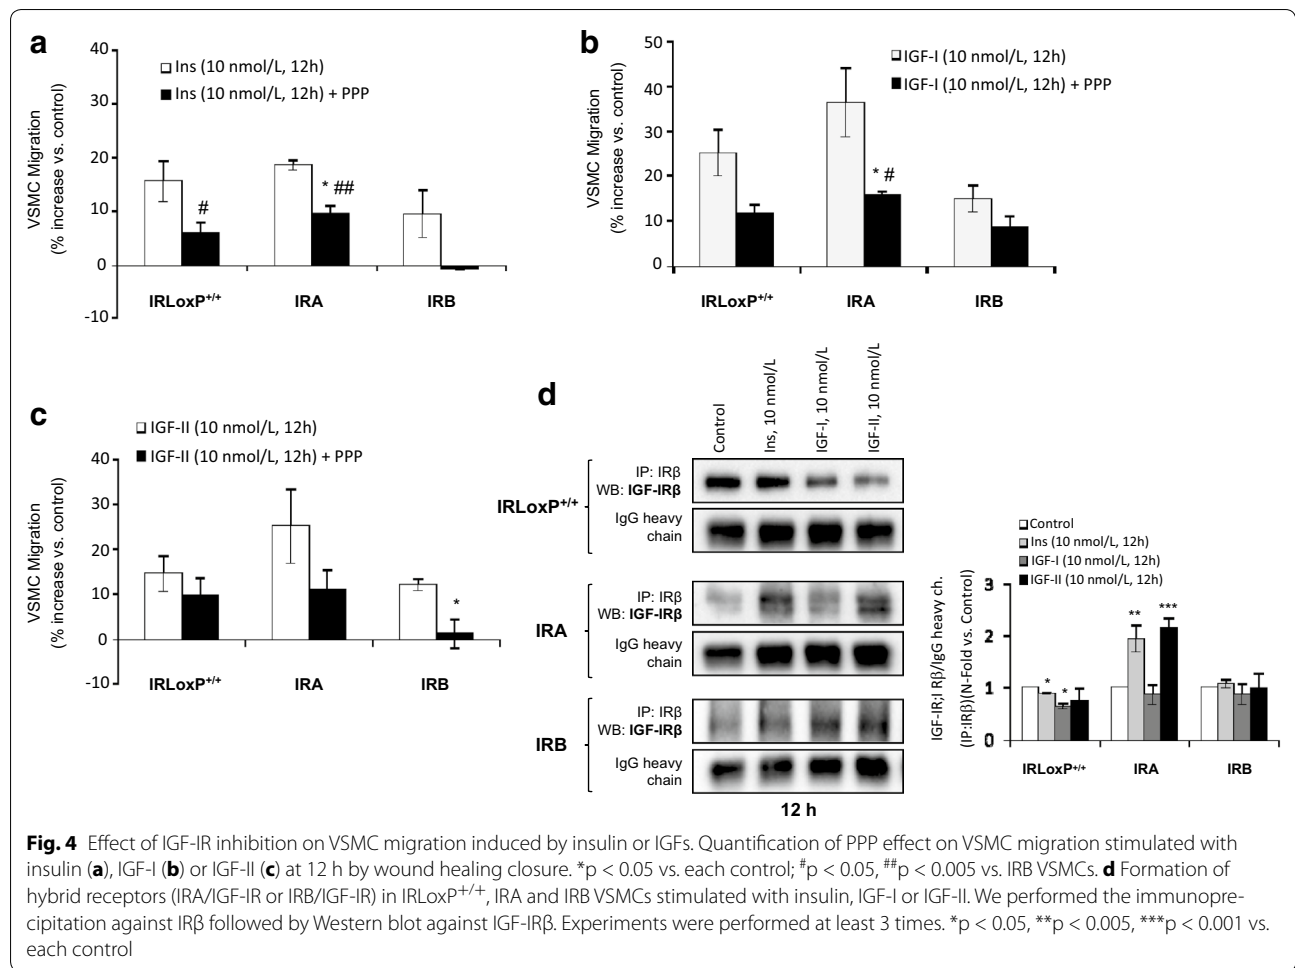 a
40
30
20
10
0
-10
VSMC Migration
(% increase vs. control)
Ins (10 nmol/L, 12h)
Ins (10 nmol/L, 12h) + PPP
#
* ##
IRLoxP+/+
IRA
IRB
b
50
40
30
20
10
0
VSMC Migration
(% increase vs. control)
IGF-I (10 nmol/L, 12h)
IGF-I (10 nmol/L, 12h) + PPP
* #
IRLoxP+/+
IRA
IRB
c
40
30
20
10
0
-10
VSMC Migration
(% increase vs. control)
IGF-II (10 nmol/L, 12h)
IGF-II (10 nmol/L, 12h) + PPP
*
IRLoxP+/+
IRA
IRB
d
Control
Ins, 10 nmol/L
IGF-I, 10 nmol/L
IGF-II, 10 nmol/L
IRLoxP+/+
IP: IRβ
WB: IGF-IRβ
IgG heavy
chain
IRA
IP: IRβ
WB: IGF-IRβ
IgG heavy
chain
IRB
IP: IRβ
WB: IGF-IRβ
IgG heavy
chain
12 h
Control
Ins (10 nmol/L, 12h)
IGF-I (10 nmol/L, 12h)
IGF-II (10 nmol/L, 12h)
IGF-IR;I Rβ/IgG heavy ch.
(IP:IRβ)(N-Fold vs. Control)
3
2
1
0
* *
** ***
IRLoxP+/+
IRA
IRB
Fig. 4 Effect of IGF-IR inhibition on VSMC migration induced by insulin or IGFs. Quantification of PPP effect on VSMC migration stimulated with
insulin (a), IGF-I (b) or IGF-II (c) at 12 h by wound healing closure. *p < 0.05 vs. each control; #p < 0.05, ##p < 0.005 vs. IRB VSMCs. d Formation of
hybrid receptors (IRA/IGF-IR or IRB/IGF-IR) in IRLoxP+/+, IRA and IRB VSMCs stimulated with insulin, IGF-I or IGF-II. We performed the immunopre-
cipitation against IRβ followed by Western blot against IGF-IRβ. Experiments were performed at least 3 times. *p < 0.05, **p < 0.005, ***p < 0.001 vs.
each control